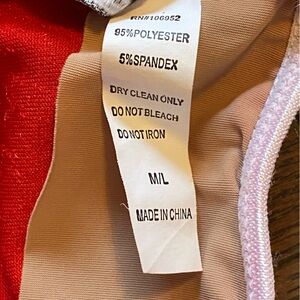 RN#106952
95%POLYESTER
5%SPANDEX
DRY CLEAN ONLY
DO NOT BLEACH
DO NOT IRON
M/L
MADE IN CHINA